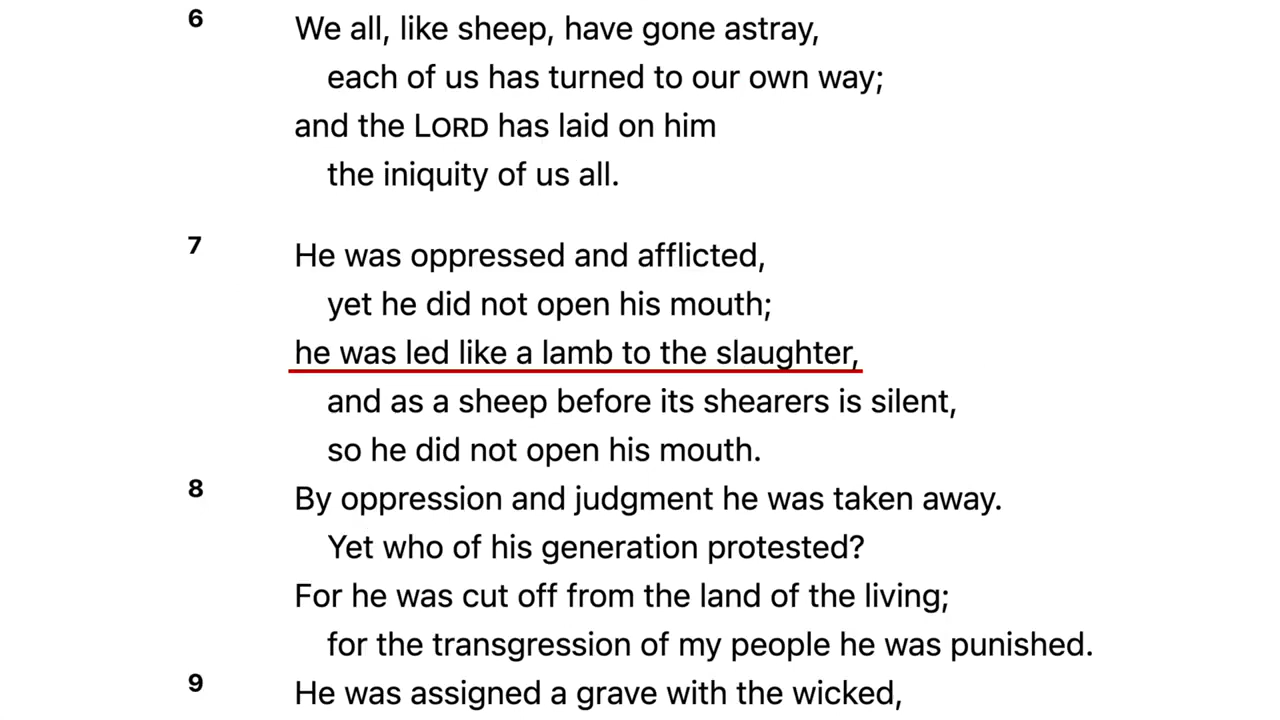 6 We all, like sheep, have gone astray,
each of us has turned to our own way;
and the LORD has laid on him
the iniquity of us all.
7 He was oppressed and afflicted,
yet he did not open his mouth;
he was led like a lamb to the slaughter,
and as a sheep before its shearers is silent,
so he did not open his mouth.
8 By oppression and judgment he was taken away.
Yet who of his generation protested?
For he was cut off from the land of the living;
for the transgression of my people he was punished.
9 He was assigned a grave with the wicked,